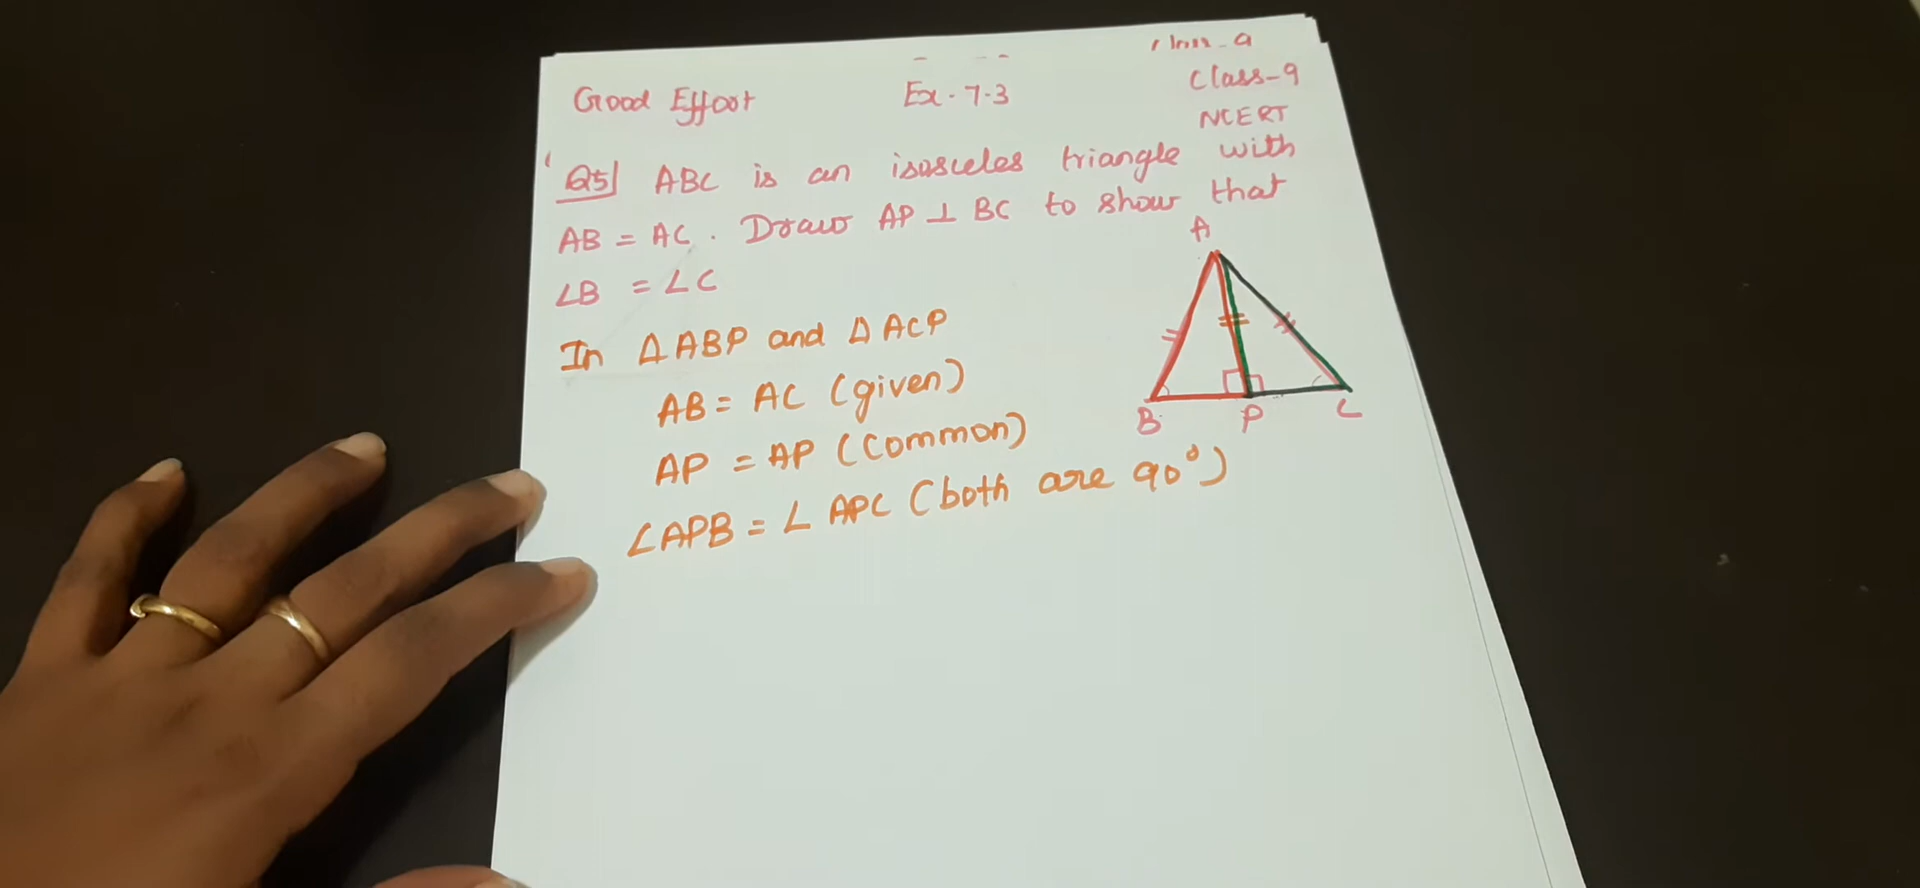 Class-9
Good Effort Ex. 7.3 Class-9
NCERT
Q5] ABC is an isosceles triangle with
AB = AC. Draw AP ⊥ BC to show that
∠B = ∠C
A
B P C
In △ABP and △ACP
AB = AC (given)
AP = AP (common)
∠APB = ∠APC (both are 90°)